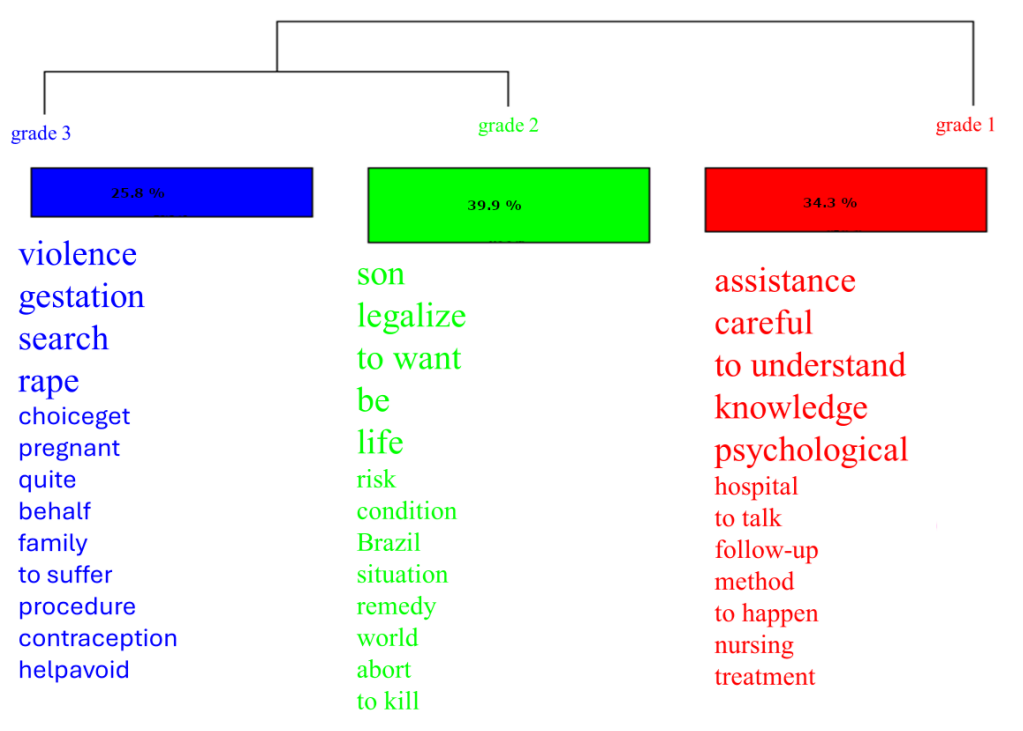 grade 3
grade 2
grade 1
25.8 %
39.9 %
34.3 %
violence
gestation
search
rape
choiceget
pregnant
quite
behalf
family
to suffer
procedure
contraception
helpavoid
son
legalize
to want
be
life
risk
condition
Brazil
situation
remedy
world
abort
to kill
assistance
careful
to understand
knowledge
psychological
hospital
to talk
follow-up
method
to happen
nursing
treatment